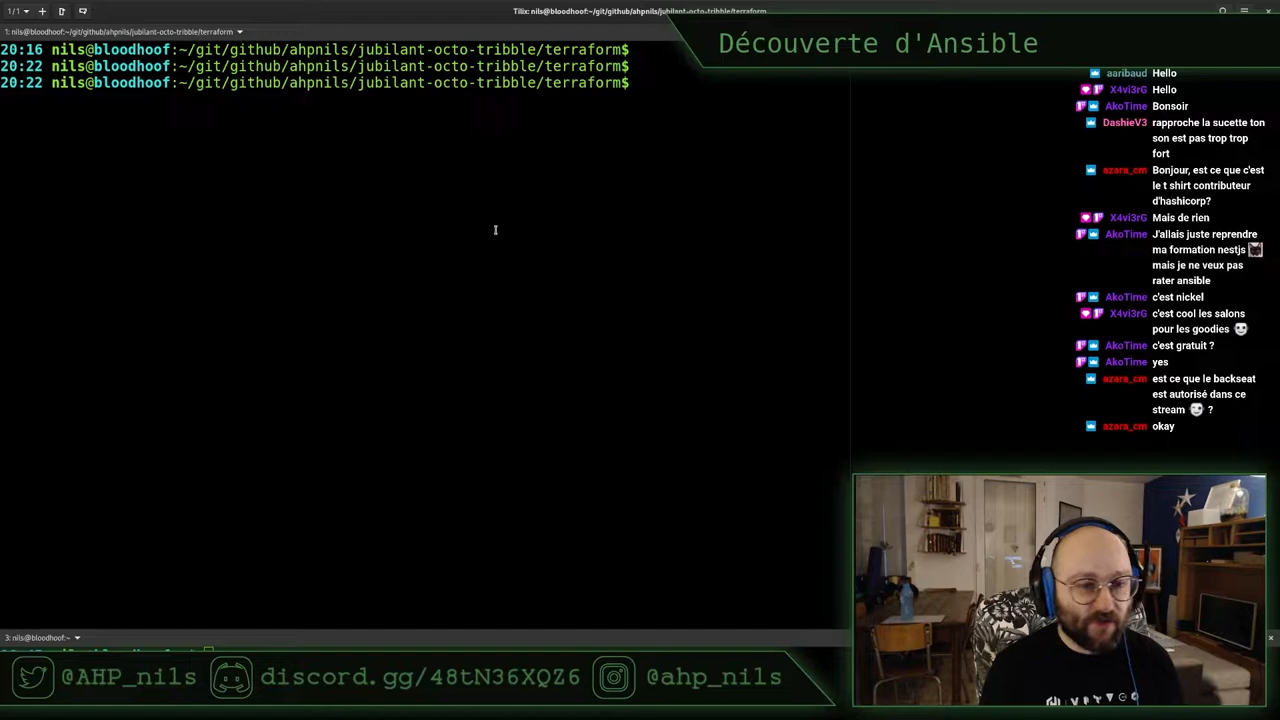 1/1
Tilix: nils@bloodhoof:~/git/github/ahpnils/jubilant-octo-tribble/terraform
1: nils@bloodhoof:~/git/github/ahpnils/jubilant-octo-tribble/terraform
20:16 nils@bloodhoof:~/git/github/ahpnils/jubilant-octo-tribble/terraform$
20:22 nils@bloodhoof:~/git/github/ahpnils/jubilant-octo-tribble/terraform$
20:22 nils@bloodhoof:~/git/github/ahpnils/jubilant-octo-tribble/terraform$
Découverte d'Ansible
aaribaud Hello
X4vi3rG Hello
AkoTime Bonsoir
DashieV3 rapproche la sucette ton
son est pas trop trop
fort
azara_cm Bonjour, est ce que c'est
le t shirt contributeur
d'hashicorp?
X4vi3rG Mais de rien
AkoTime J'allais juste reprendre
ma formation nestjs
mais je ne veux pas
rater ansible
AkoTime c'est nickel
X4vi3rG c'est cool les salons
pour les goodies
AkoTime c'est gratuit ?
AkoTime yes
azara_cm est ce que le backseat
est autorisé dans ce
stream ?
azara_cm okay
3: nils@bloodhoof:~
@AHP_nils
discord.gg/48tN36XQZ6
@ahp_nils